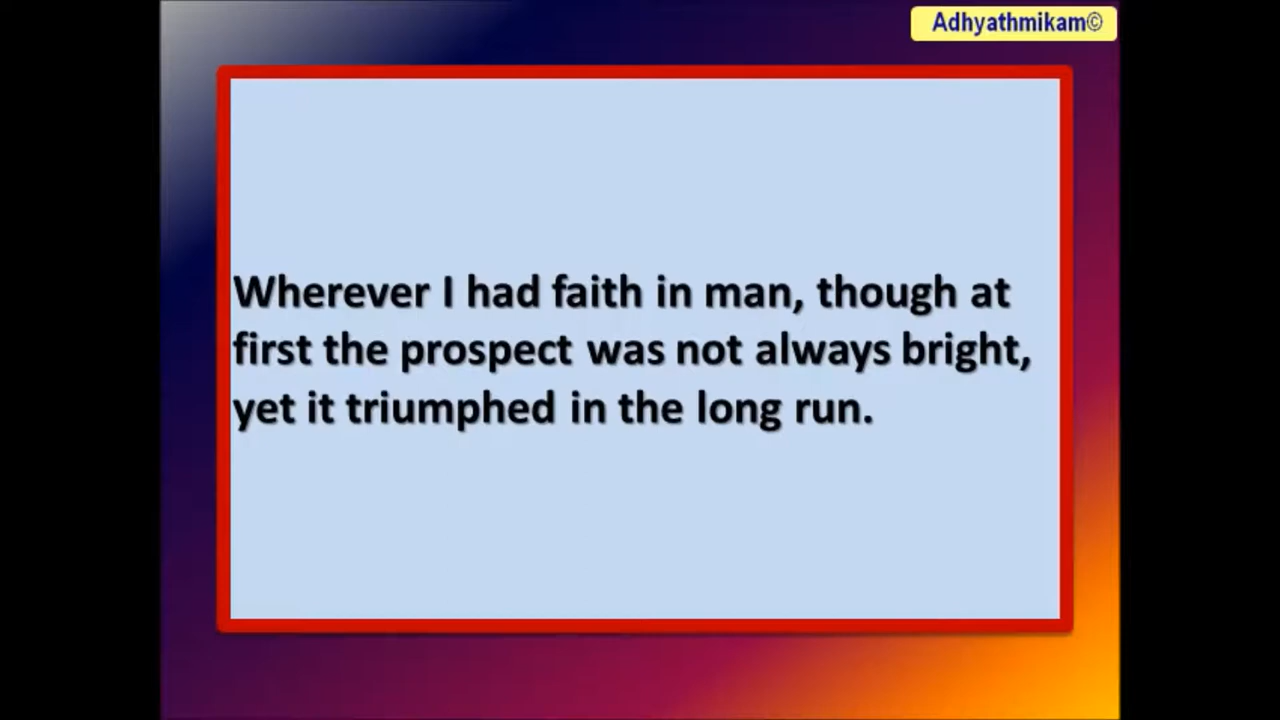 Adhyathmikam©
Wherever I had faith in man, though at
first the prospect was not always bright,
yet it triumphed in the long run.